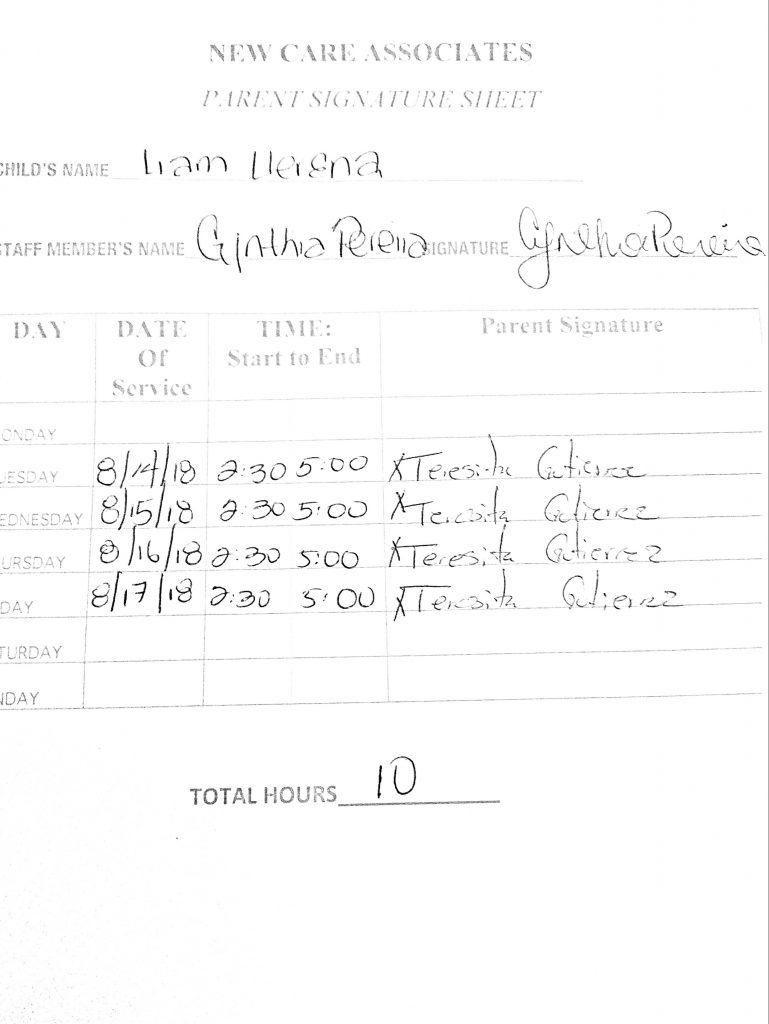 NEW CARE ASSOCIATES
PARENT SIGNATURE SHEET
CHILD'S NAME Liam Llerena
STAFF MEMBER'S NAME Cynthia Pereira SIGNATURE Cynthia Pereira
DAY DATE Of Service TIME: Start to End Parent Signature
ONDAY
UESDAY 8/14/18 2:30 5:00 X Teresita Gutierrez
EDNESDAY 8/15/18 2:30 5:00 X Teresita Gutierrez
URSDAY 8/16/18 2:30 5:00 X Teresita Gutierrez
DAY 8/17/18 2:30 5:00 X Teresita Gutierrez
TURDAY
NDAY
TOTAL HOURS 10